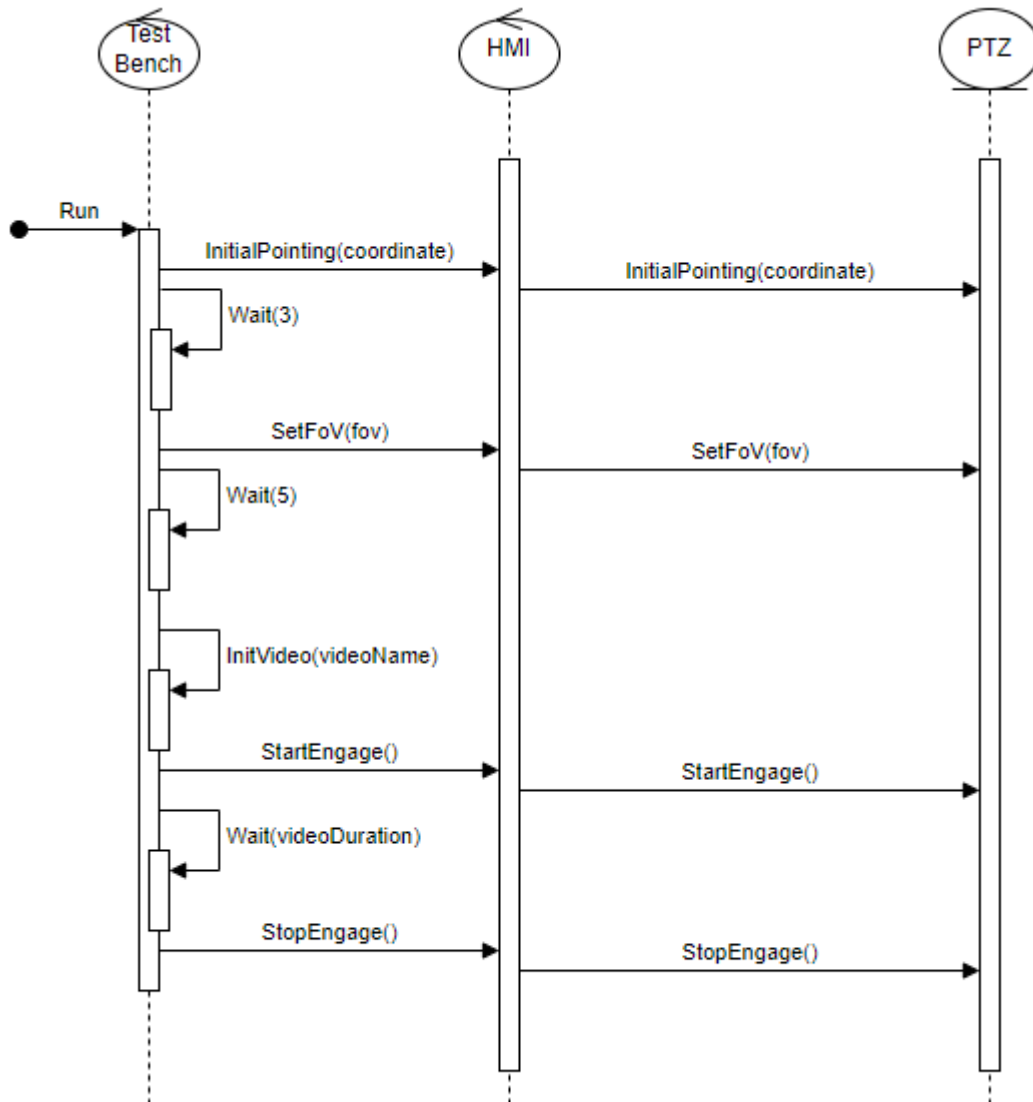 Test
Bench
HMI
PTZ
Run
InitialPointing(coordinate)
InitialPointing(coordinate)
Wait(3)
SetFoV(fov)
SetFoV(fov)
Wait(5)
InitVideo(videoName)
StartEngage()
StartEngage()
Wait(videoDuration)
StopEngage()
StopEngage()